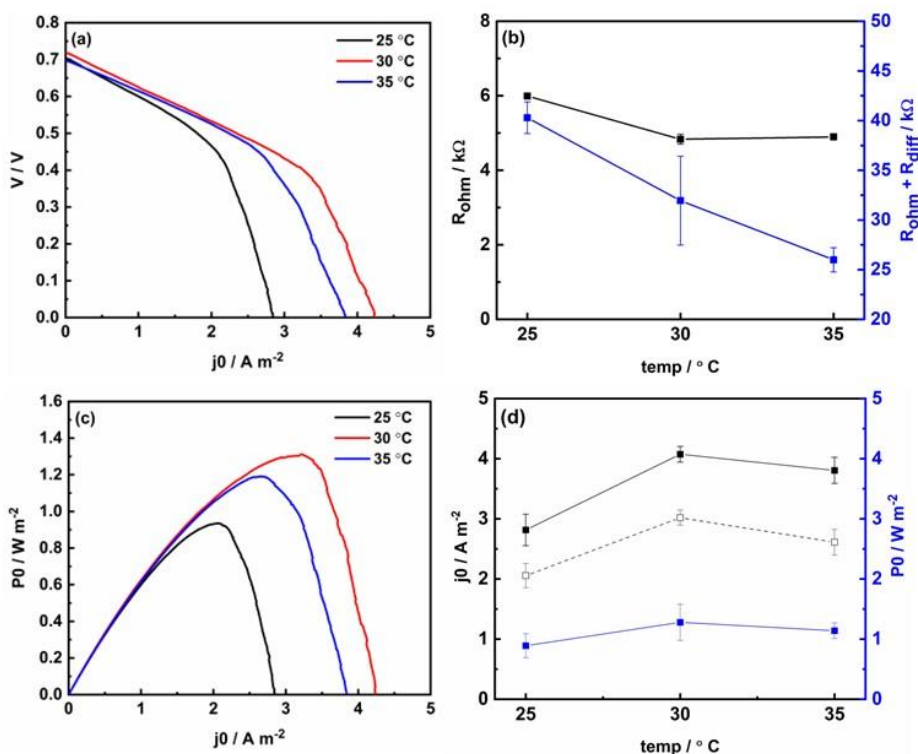 (a)
25 °C
30 °C
35 °C
V / V
0.7
0.6
0.5
0.4
0.3
0.2
0.1
0.0
0 1 2 3 4 5
j0 / A m-2
(b)
Rohm / kΩ
8
6
4
2
0
50
45
40
35
30
25
20
Rohm + Rdiff / kΩ
25 30 35
temp / ° C
(c)
25 °C
30 °C
35 °C
P0 / W m-2
1.6
1.4
1.2
1.0
0.8
0.6
0.4
0.2
0.0
0 1 2 3 4 5
j0 / A m-2
(d)
j0 / A m-2
5
4
3
2
1
0
5
4
3
2
1
0
P0 / W m-2
25 30 35
temp / ° C